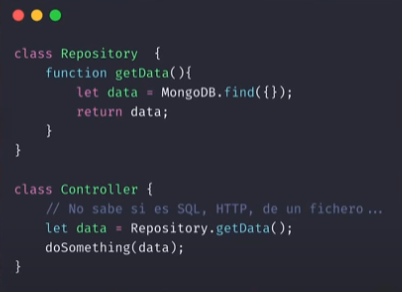 class Repository {
function getData(){
let data = MongoDB.find({});
return data;
}
}
class Controller {
// No sabe si es SQL, HTTP, de un fichero...
let data = Repository.getData();
doSomething(data);
}